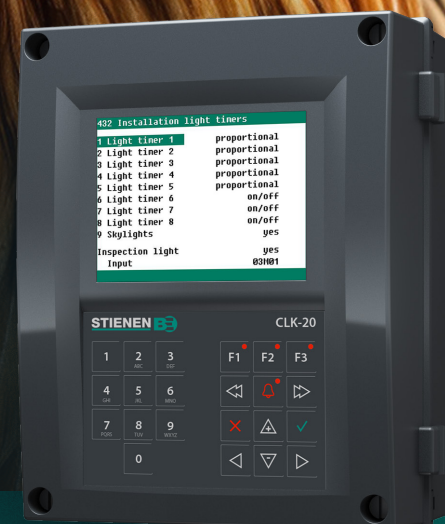 432 Installation light timers
1 Light timer 1 proportional
2 Light timer 2 proportional
3 Light timer 3 proportional
4 Light timer 4 proportional
5 Light timer 5 proportional
6 Light timer 6 on/off
7 Light timer 7 on/off
8 Light timer 8 on/off
9 Skylights yes
Inspection light yes
Input 03M01
STIENEN BE CLK-20
1 2 ABC 3 DEF F1 F2 F3
4 GHI 5 JKL 6 MNO
7 PQRS 8 TUV 9 WXYZ
0